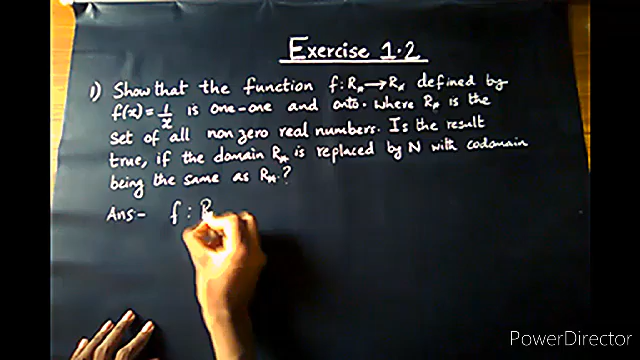 Exercise 1.2
1) Show that the function f: R* → R* defined by
f(x) = 1/x is one-one and onto. Where R* is the
set of all non zero real numbers. Is the result
true, if the domain R* is replaced by N with codomain
being the same as R*?
Ans:- f : R
PowerDirector